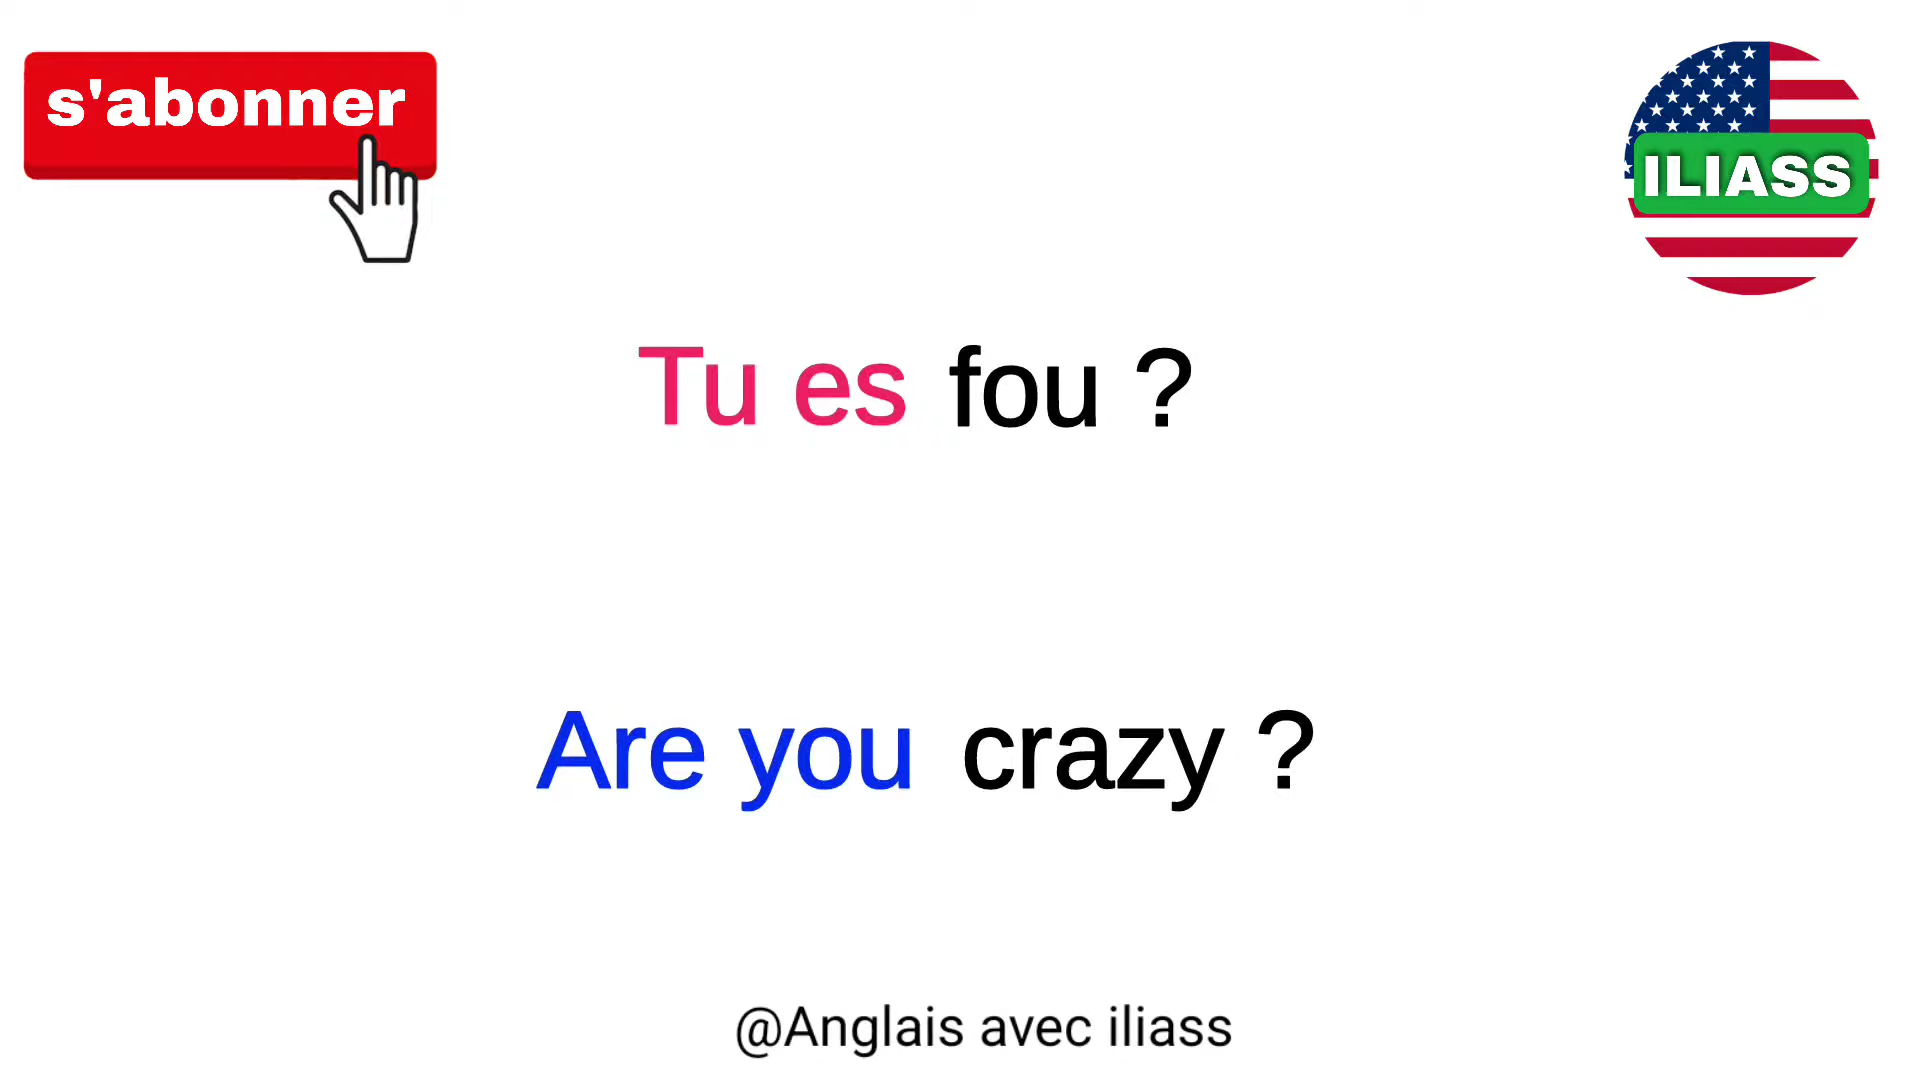 s'abonner
ILIASS
Tu es fou ?
Are you crazy ?
@Anglais avec iliass